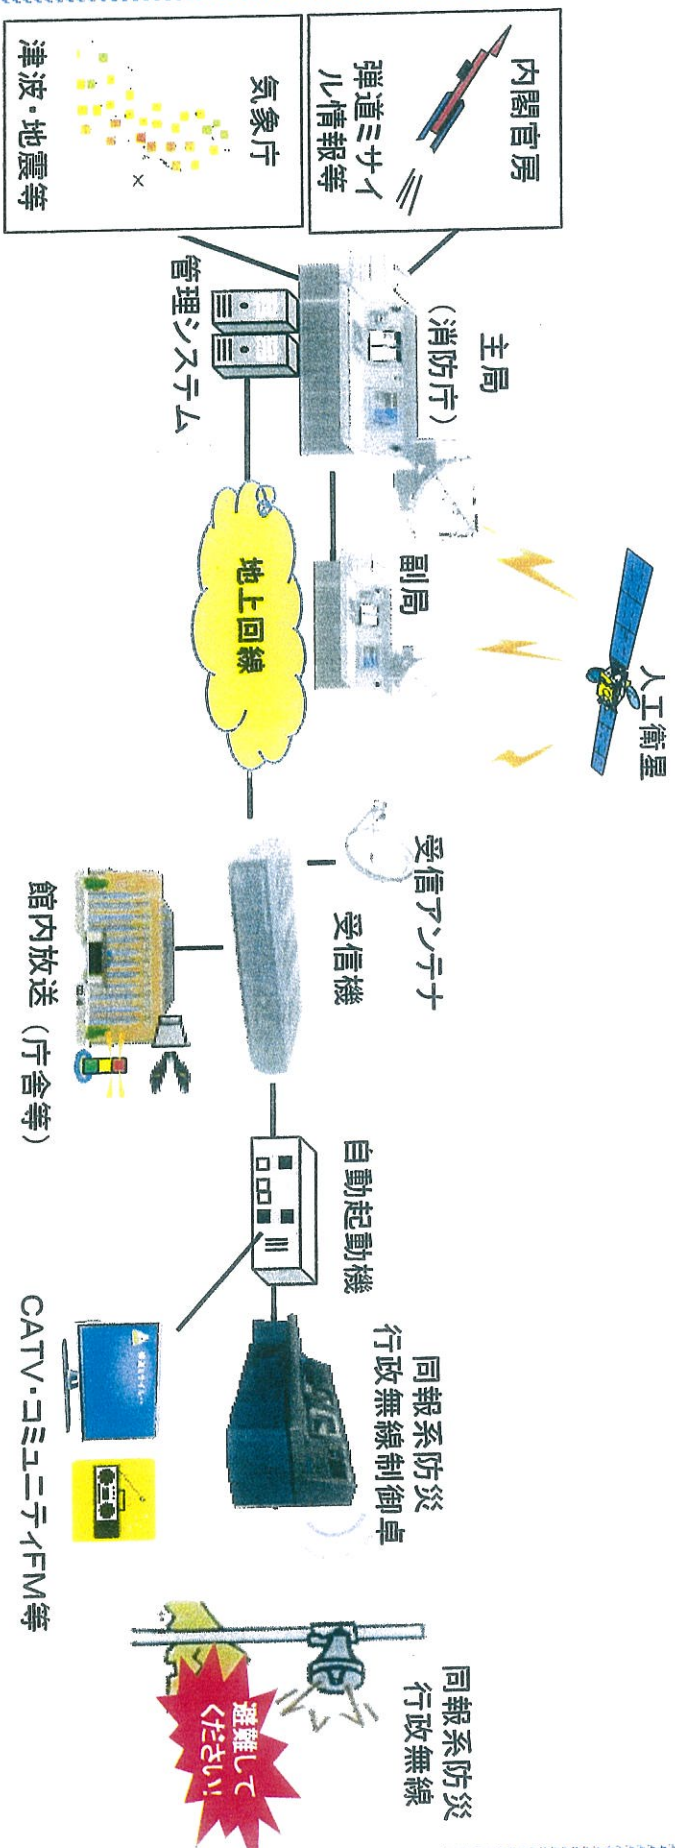 内閣官房
弾道ミサイ
ル情報等
気象庁
津波・地震等
主局
(消防庁)
管理システム
副局
地上回線
人工衛星
受信アンテナ
受信機
館内放送(庁舎等)
自動起動機
同報系防災
行政無線制御卓
CATV・コミュニティFM等
同報系防災
行政無線
避難して
ください!